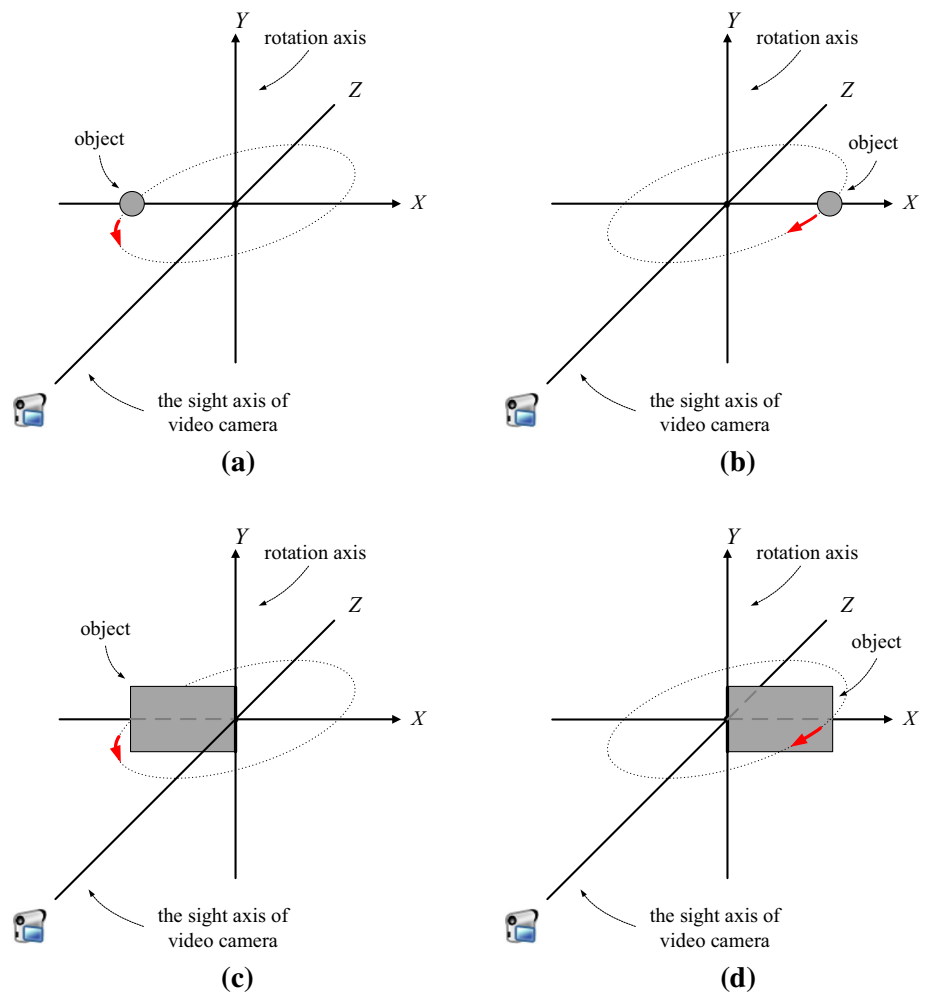 Y
rotation axis
Z
object
X
the sight axis of
video camera
(a)
Y
rotation axis
Z
object
X
the sight axis of
video camera
(b)
Y
rotation axis
Z
object
X
the sight axis of
video camera
(c)
Y
rotation axis
Z
object
X
the sight axis of
video camera
(d)